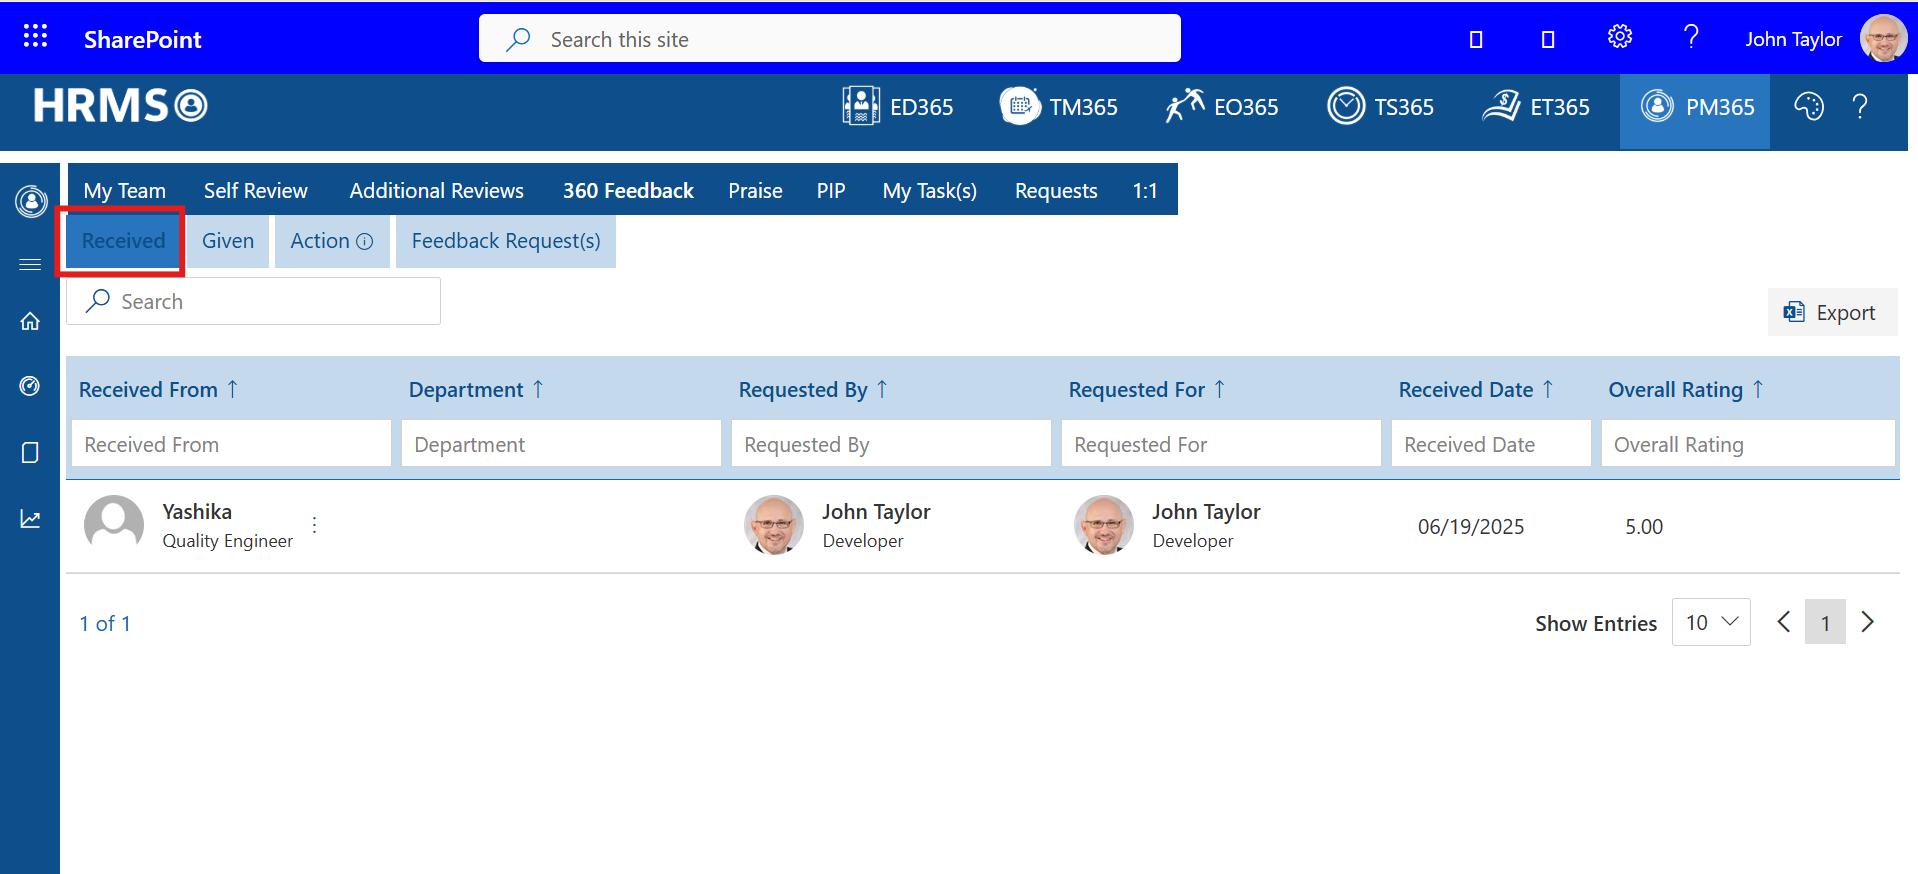 SharePoint
Search this site
John Taylor
HRMS
ED365
TM365
EO365
TS365
ET365
PM365
?
My Team
Self Review
Additional Reviews
360 Feedback
Praise
PIP
My Task(s)
Requests
1:1
Received
Given
Action
Feedback Request(s)
Search
Export
Received From ↑
Department ↑
Requested By ↑
Requested For ↑
Received Date ↑
Overall Rating ↑
Received From
Department
Requested By
Requested For
Received Date
Overall Rating
Yashika
Quality Engineer
John Taylor
Developer
John Taylor
Developer
06/19/2025
5.00
1 of 1
Show Entries
10
1